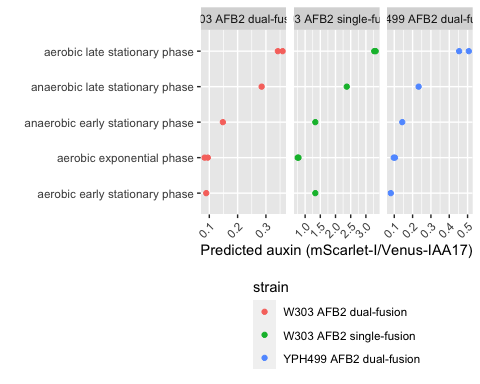 303 AFB2 dual-fus 3 AFB2 single-fu 499 AFB2 dual-fu
aerobic late stationary phase
anaerobic late stationary phase
anaerobic early stationary phase
aerobic exponential phase
aerobic early stationary phase
0.1 0.2 0.3 1.0 1.5 2.0 2.5 3.0 0.1 0.2 0.3 0.4 0.5
Predicted auxin (mScarlet-I/Venus-IAA17)
strain
W303 AFB2 dual-fusion
W303 AFB2 single-fusion
YPH499 AFB2 dual-fusion